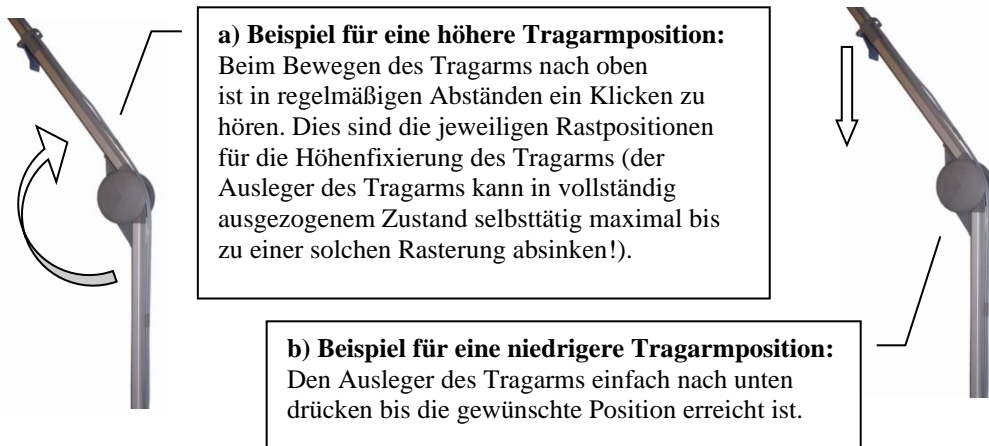 a) Beispiel für eine höhere Tragarmposition:
Beim Bewegen des Tragarms nach oben
ist in regelmäßigen Abständen ein Klicken zu
hören. Dies sind die jeweiligen Rastpositionen
für die Höhenfixierung des Tragarms (der
Ausleger des Tragarms kann in vollständig
ausgezogenem Zustand selbsttätig maximal bis
zu einer solchen Rasterung absinken!).
b) Beispiel für eine niedrigere Tragarmposition:
Den Ausleger des Tragarms einfach nach unten
drücken bis die gewünschte Position erreicht ist.